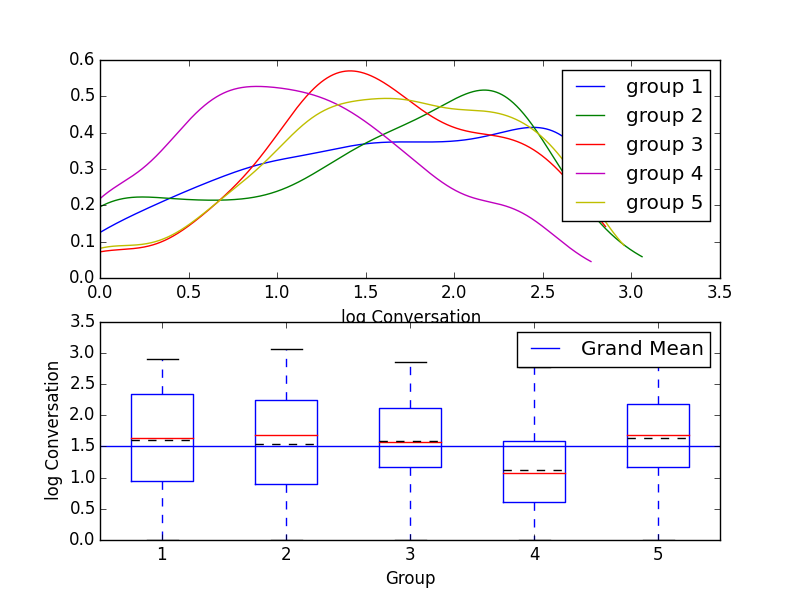 0.6
0.5
0.4
0.3
0.2
0.1
0.0
group 1
group 2
group 3
group 4
group 5
0.0 0.5 1.0 1.5 2.0 2.5 3.0 3.5
log Conversation
3.5
3.0
2.5
2.0
1.5
1.0
0.5
0.0
log Conversation
Grand Mean
1 2 3 4 5
Group